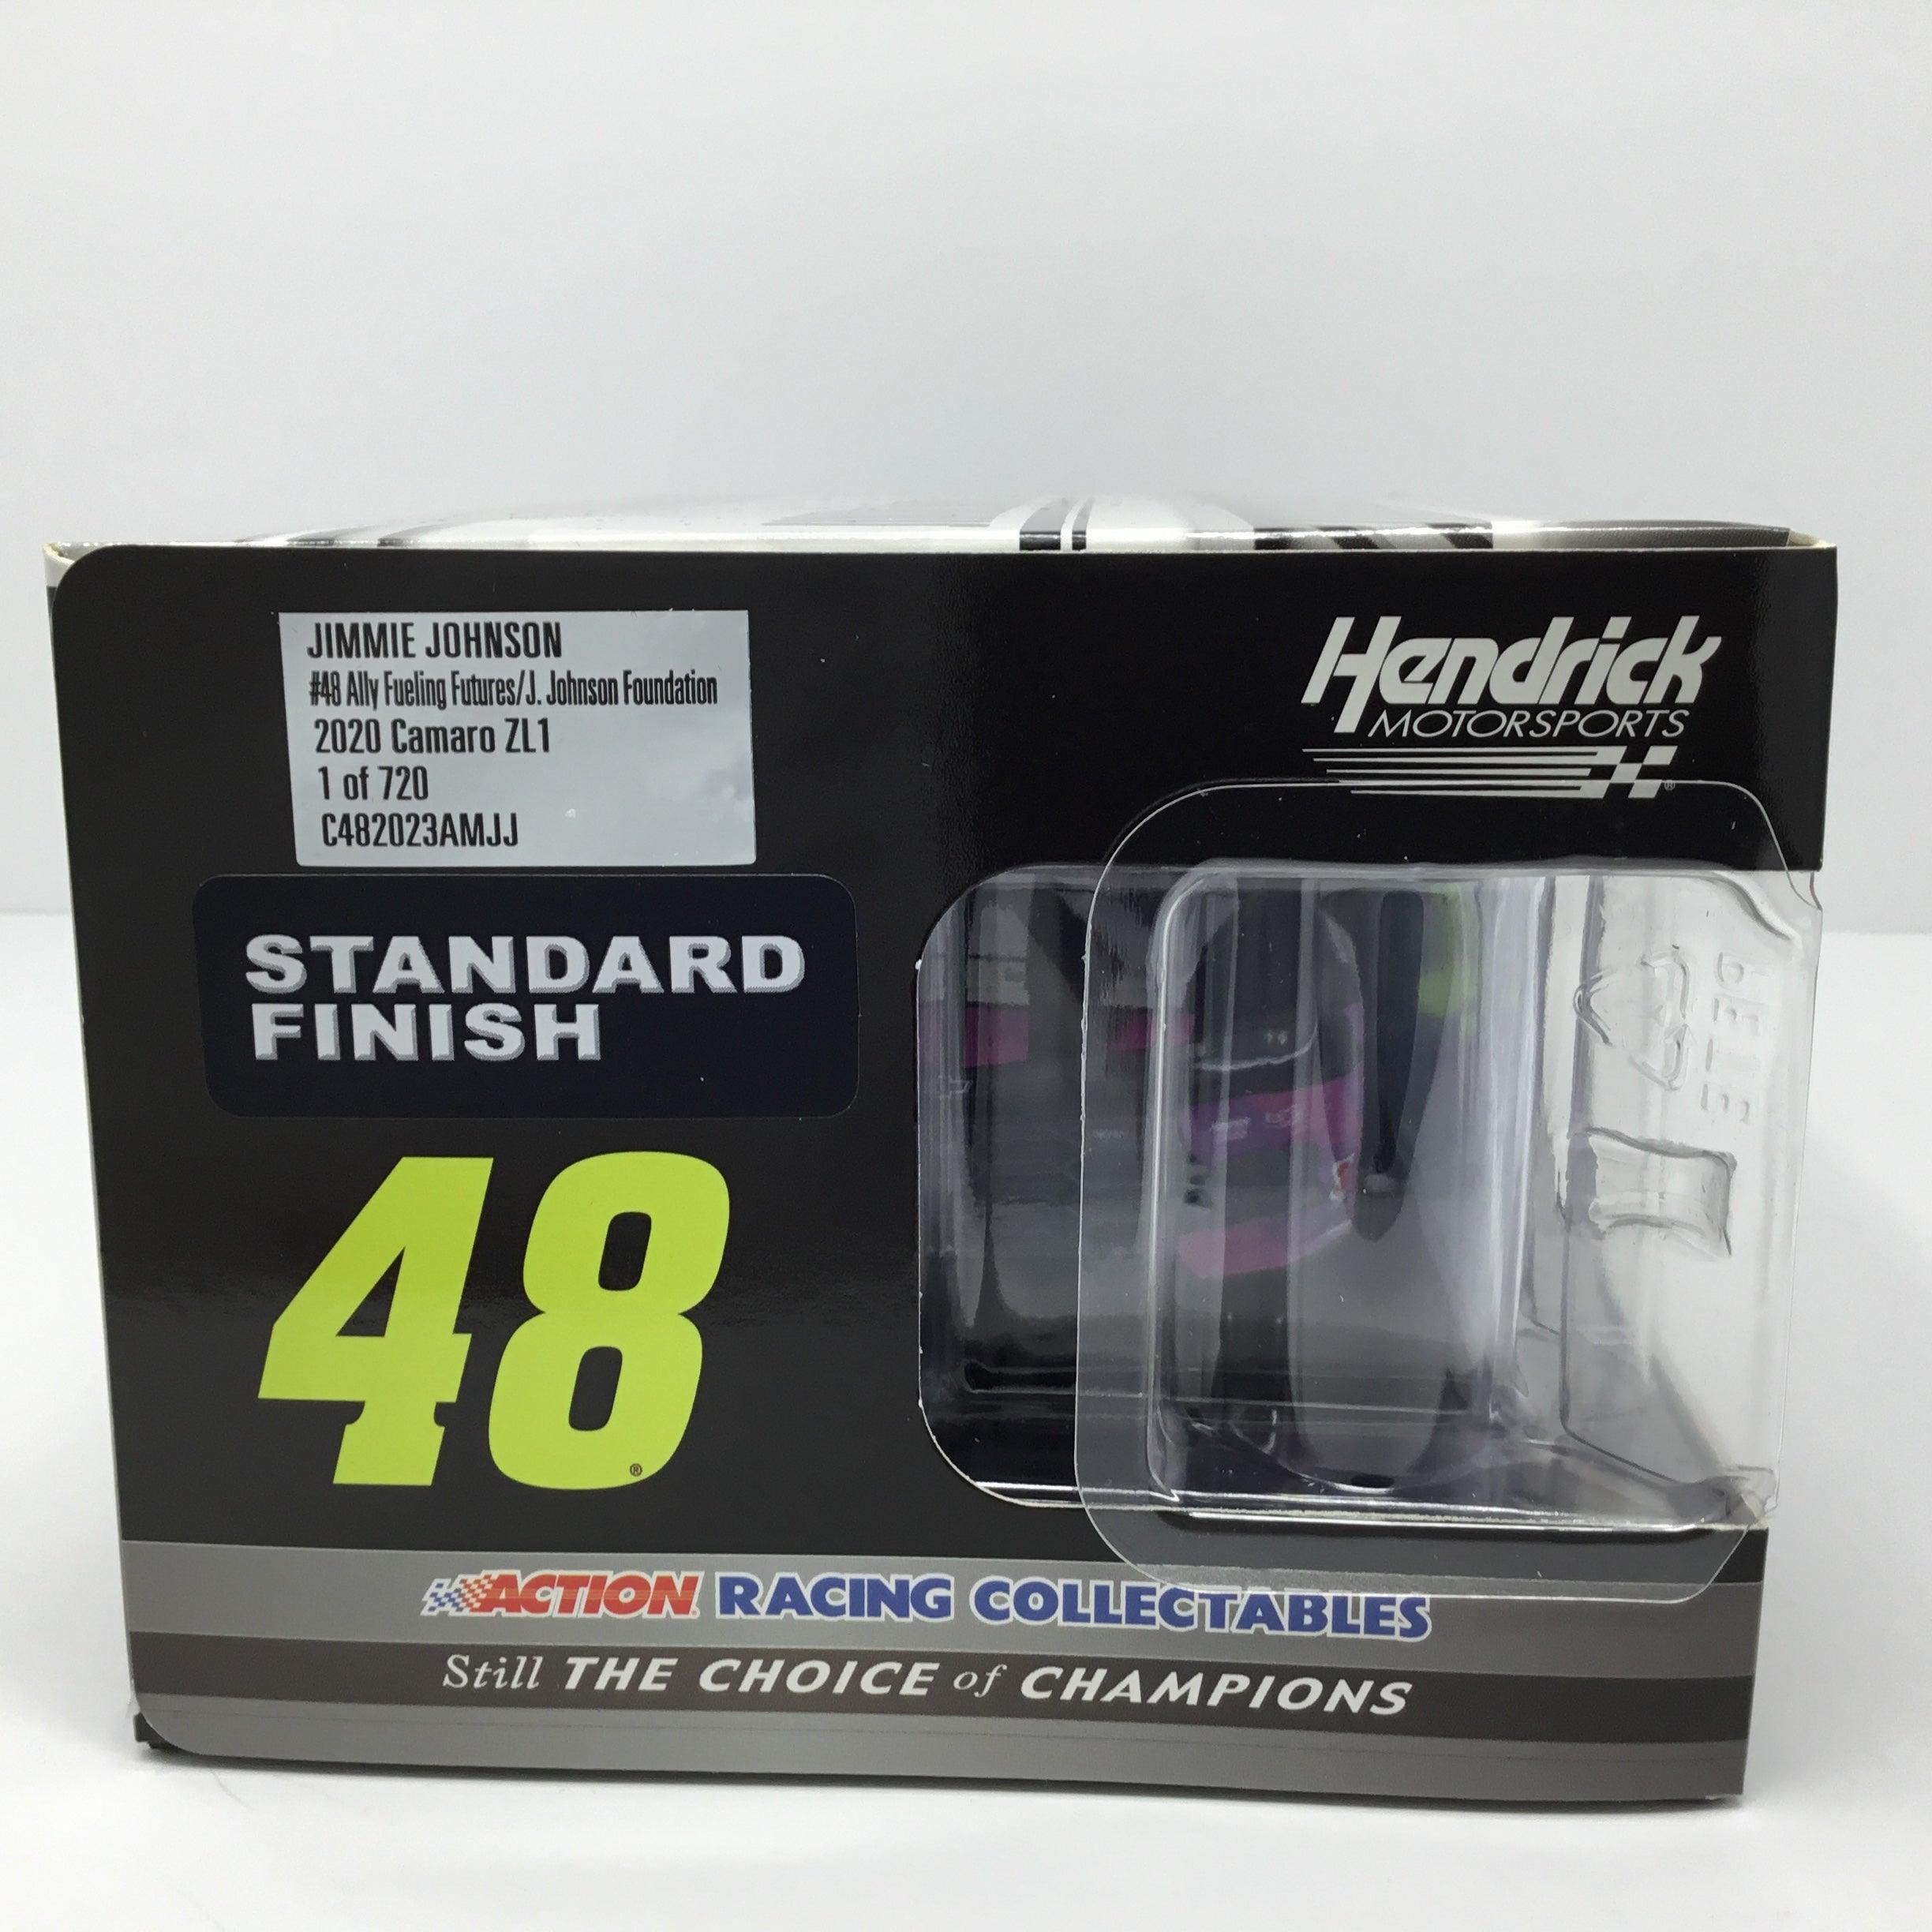 JIMMIE JOHNSON
#48 Ally Fueling Futures/J. Johnson Foundation
2020 Camaro ZL1
1 of 720
C482023AMJJ
Hendrick
MOTORSPORTS
®
STANDARD
FINISH
PETE
48
®
ACTION RACING COLLECTABLES
Still THE CHOICE of CHAMPIONS